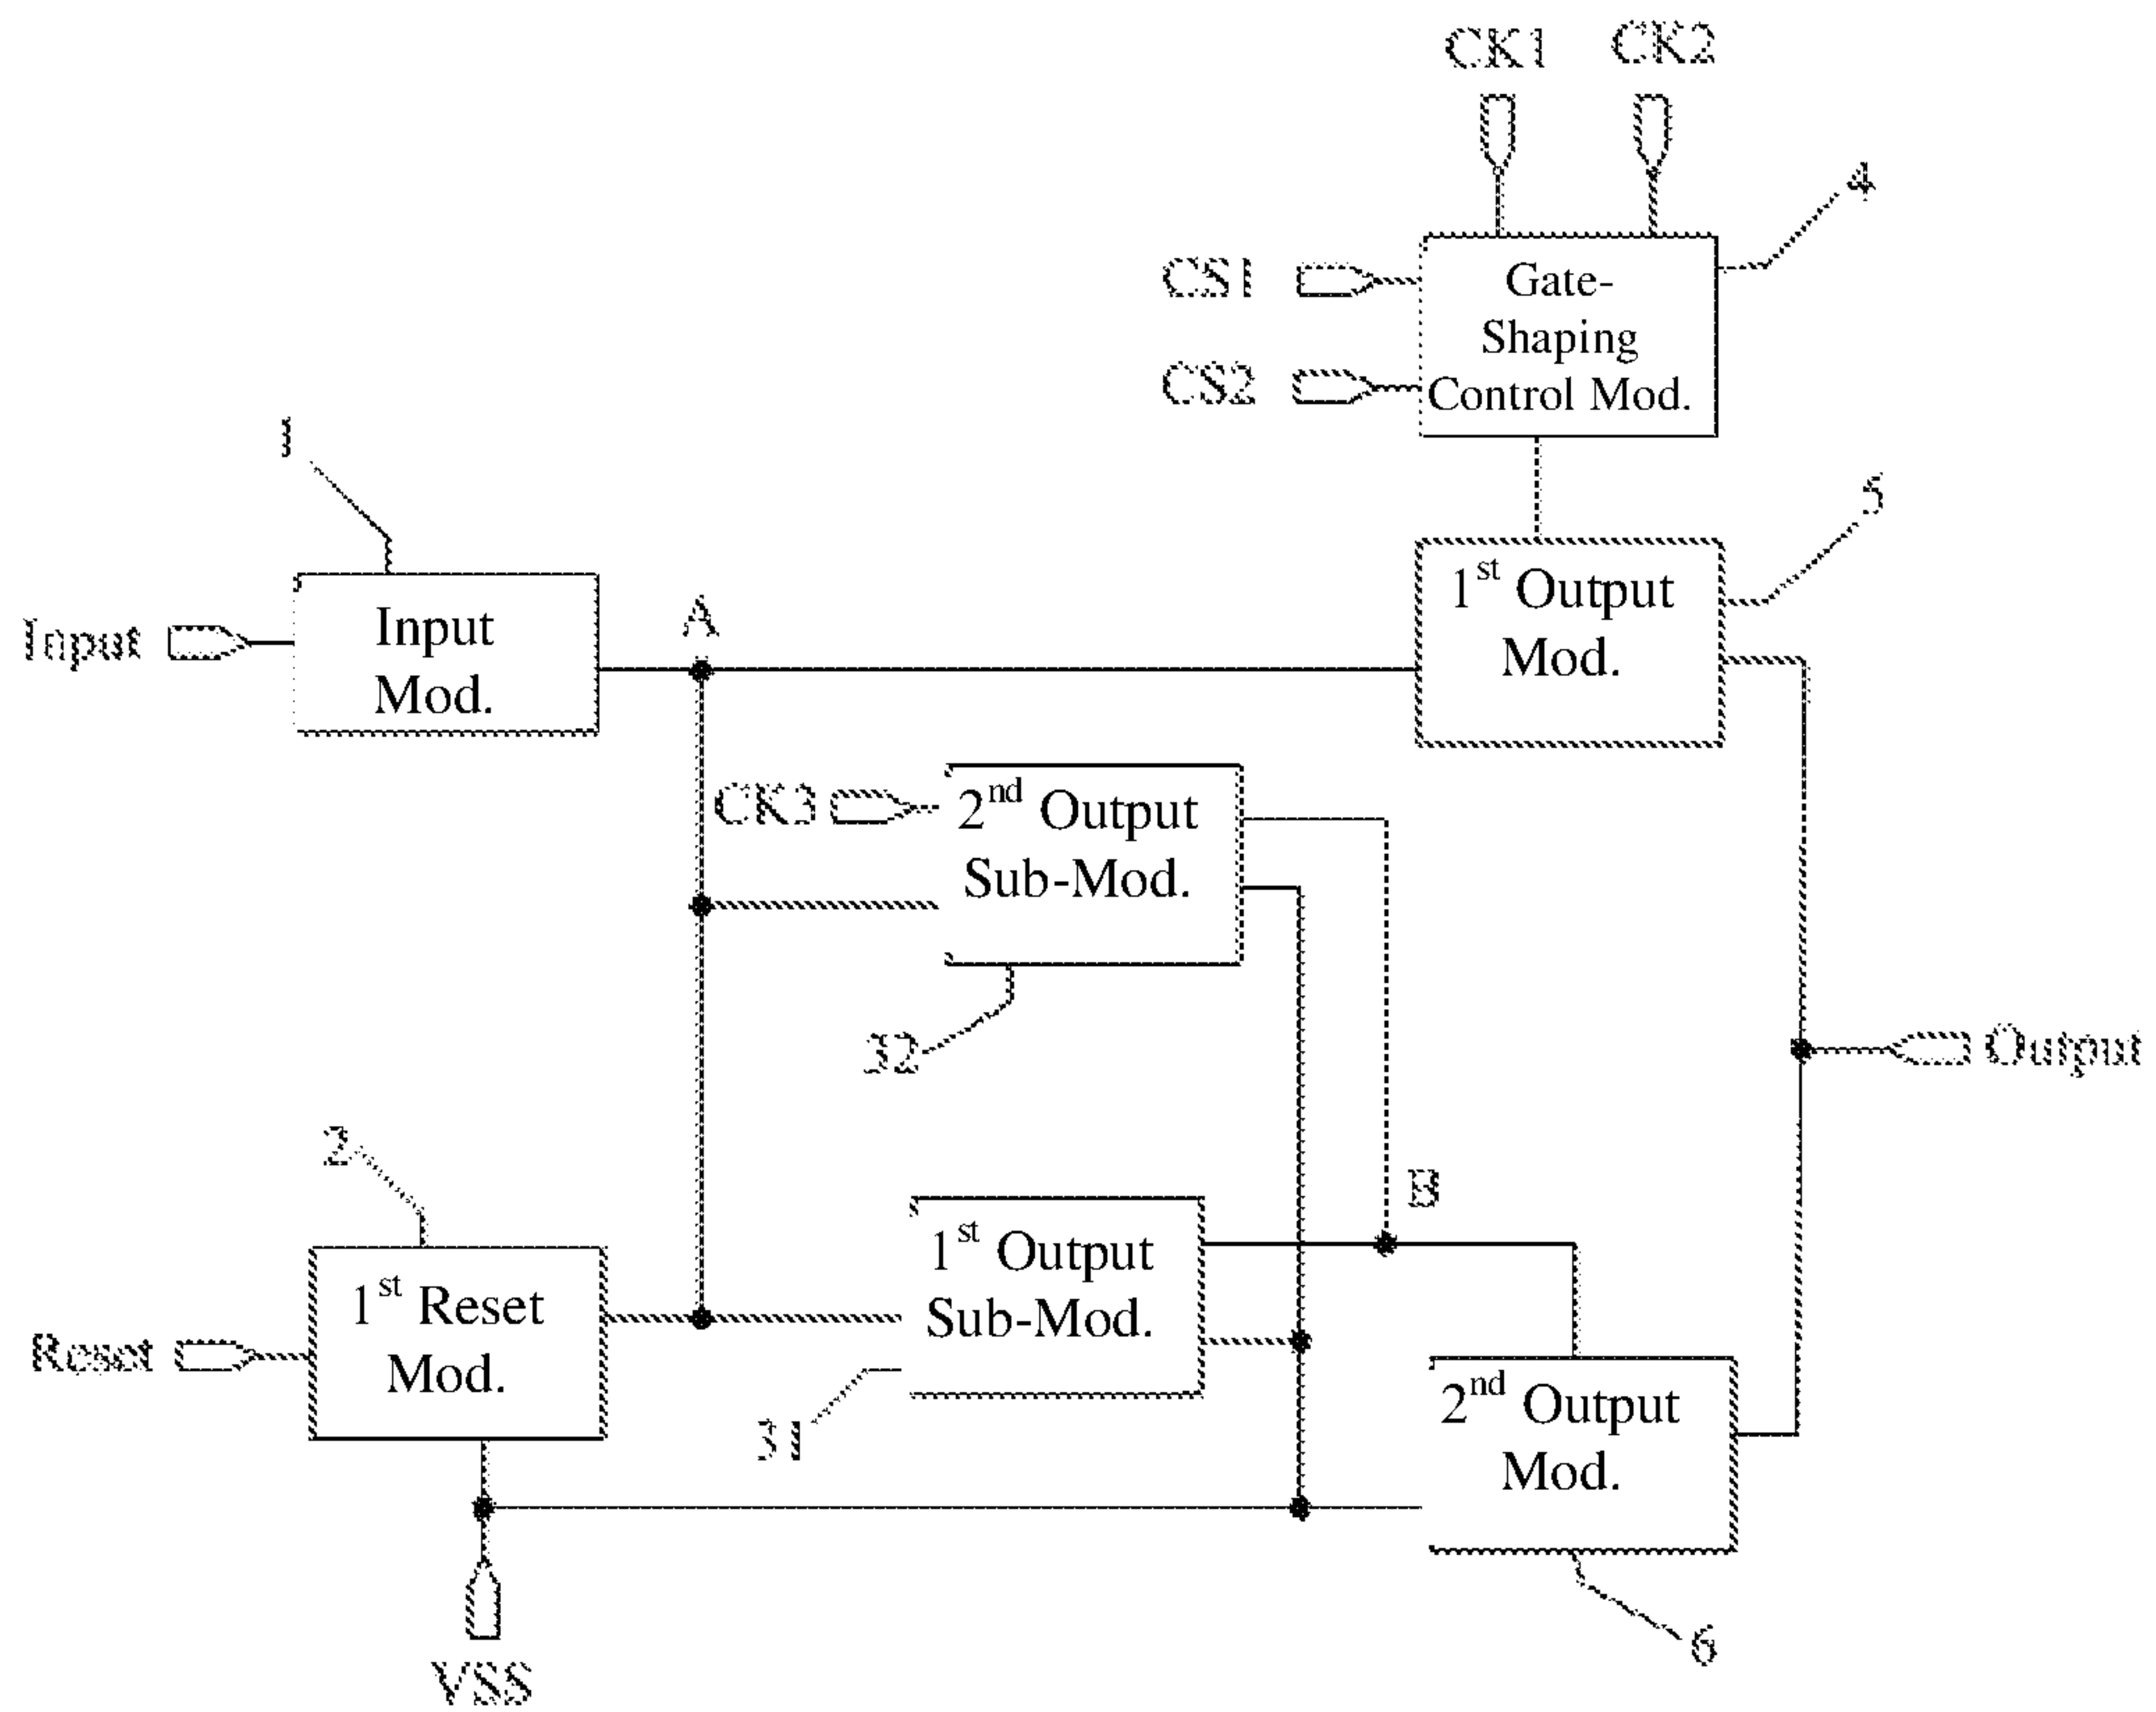 CK1 CK2
4
CS1
Gate-
Shaping
Control Mod.
CS2
1
5
Input
Input
Mod.
A
1st Output
Mod.
CK3
2nd Output
Sub-Mod.
32
Output
2
B
1st Output
Sub-Mod.
1st Reset
Mod.
Reset
31
2nd Output
Mod.
6
VSS